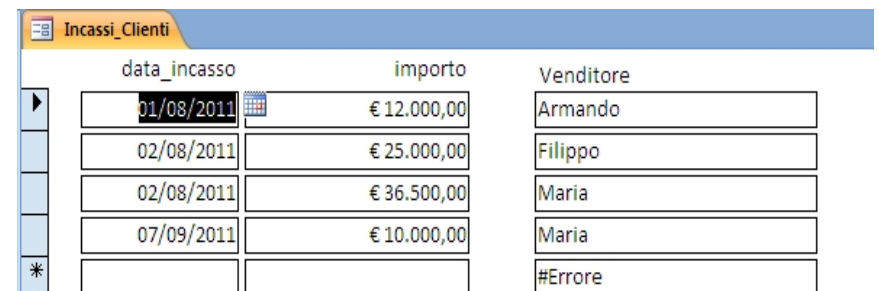 Incassi_Clienti
data_incasso importo Venditore
01/08/2011 € 12.000,00 Armando
02/08/2011 € 25.000,00 Filippo
02/08/2011 € 36.500,00 Maria
07/09/2011 € 10.000,00 Maria
#Errore